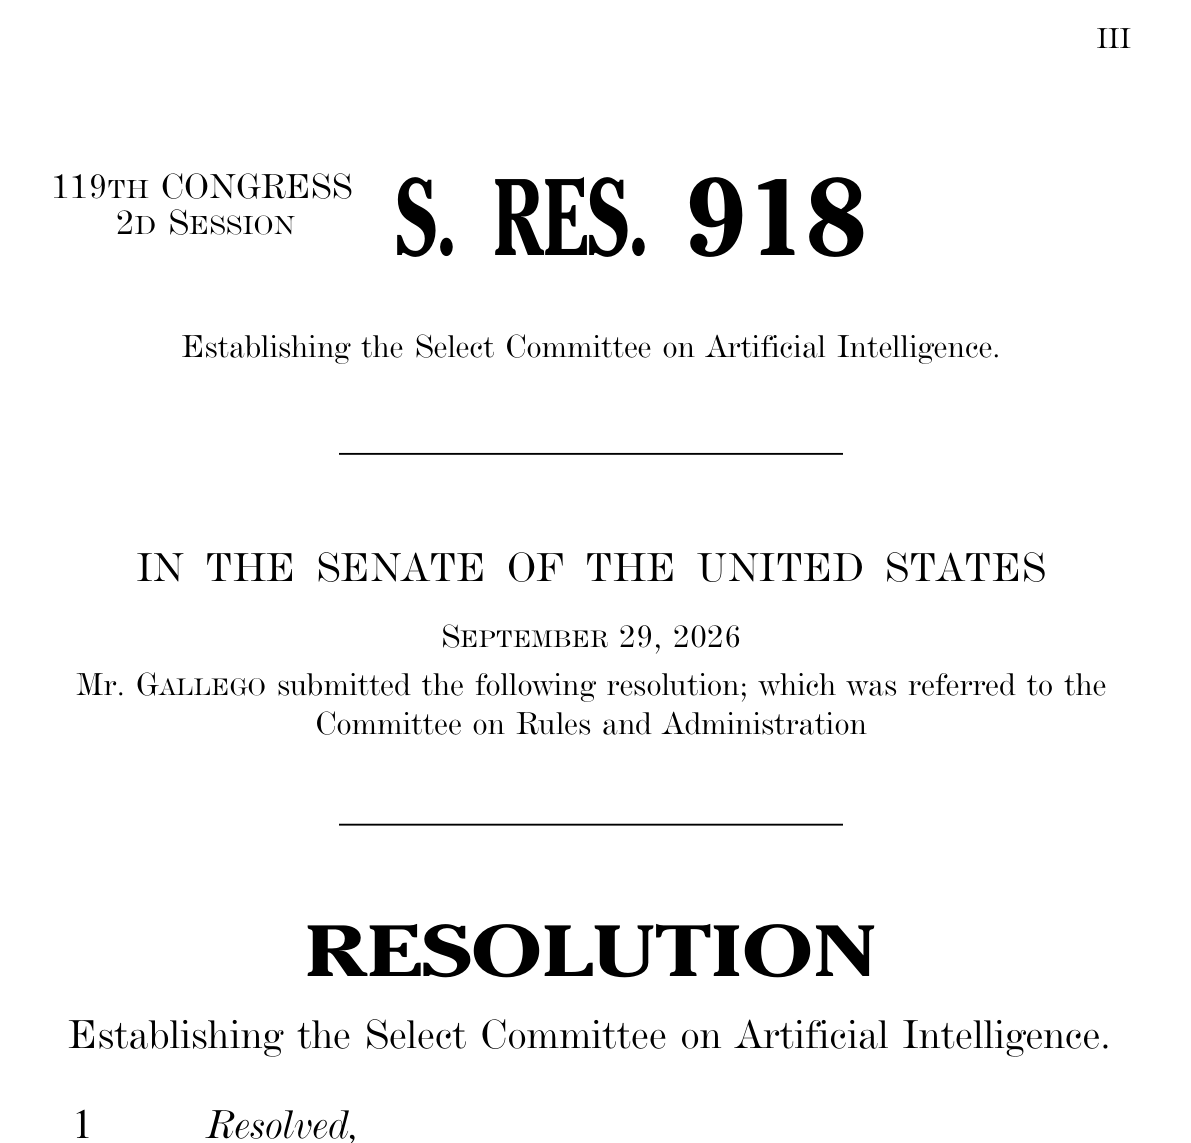 III
119TH CONGRESS
2D SESSION
S. RES. 918
Establishing the Select Committee on Artificial Intelligence.
IN THE SENATE OF THE UNITED STATES
SEPTEMBER 29, 2026
Mr. GALLEGO submitted the following resolution; which was referred to the
Committee on Rules and Administration
RESOLUTION
Establishing the Select Committee on Artificial Intelligence.
1 Resolved,